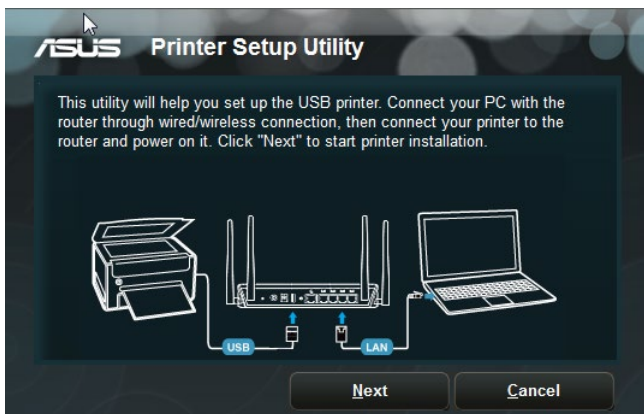 ASUS Printer Setup Utility
This utility will help you set up the USB printer. Connect your PC with the
router through wired/wireless connection, then connect your printer to the
router and power on it. Click "Next" to start printer installation.
USB
LAN
Next
Cancel